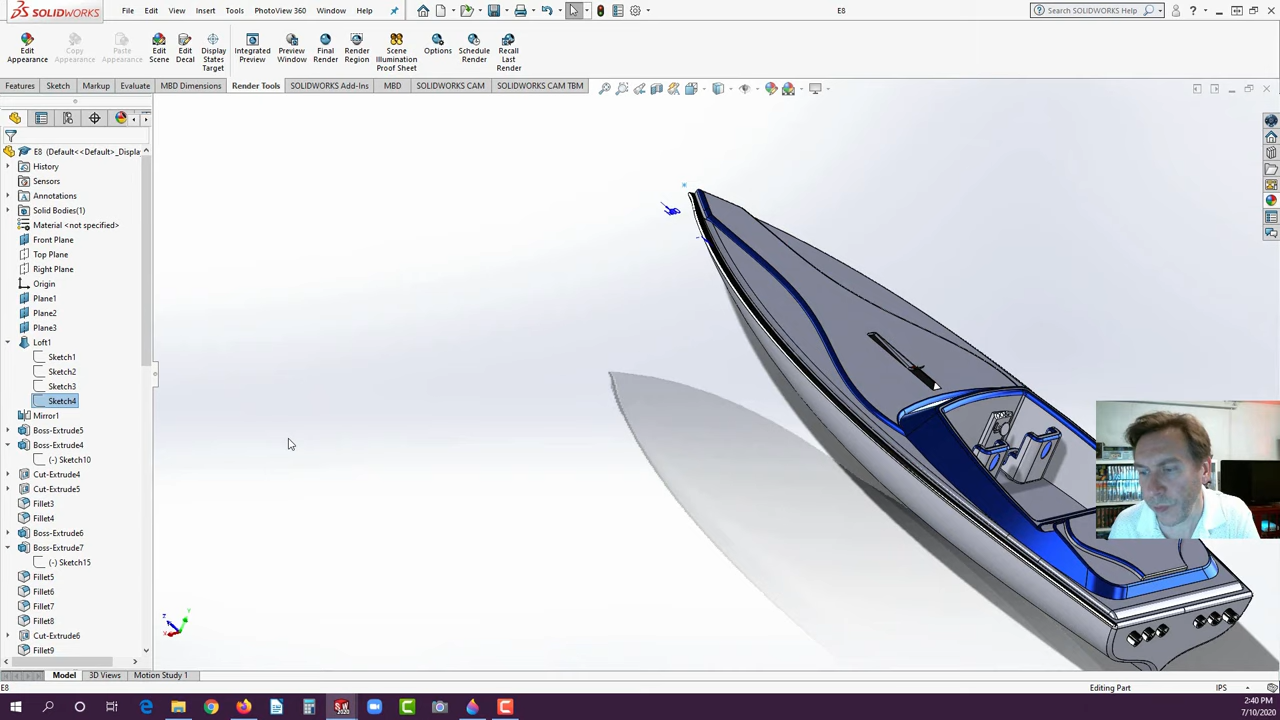 SOLIDWORKS File Edit View Insert Tools PhotoView 360 Window Help E8 Search SOLIDWORKS Help
Edit Appearance
Copy Appearance
Paste Appearance
Edit Scene
Edit Decal
Display States Target
Integrated Preview
Preview Window
Final Render
Render Region
Scene Illumination Proof Sheet
Options
Schedule Render
Recall Last Render
Features Sketch Markup Evaluate MBD Dimensions Render Tools SOLIDWORKS Add-Ins MBD SOLIDWORKS CAM SOLIDWORKS CAM TBM
E8 (Default<<Default>_Displa
History
Sensors
Annotations
Solid Bodies(1)
Material <not specified>
Front Plane
Top Plane
Right Plane
Origin
Plane1
Plane2
Plane3
Loft1
Sketch1
Sketch2
Sketch3
Sketch4
Mirror1
Boss-Extrude5
Boss-Extrude4
(-) Sketch10
Cut-Extrude4
Cut-Extrude5
Fillet3
Fillet4
Boss-Extrude6
Boss-Extrude7
(-) Sketch15
Fillet5
Fillet6
Fillet7
Fillet8
Cut-Extrude6
Fillet9
Model 3D Views Motion Study 1
E8 Editing Part IPS
2:40 PM
7/10/2020